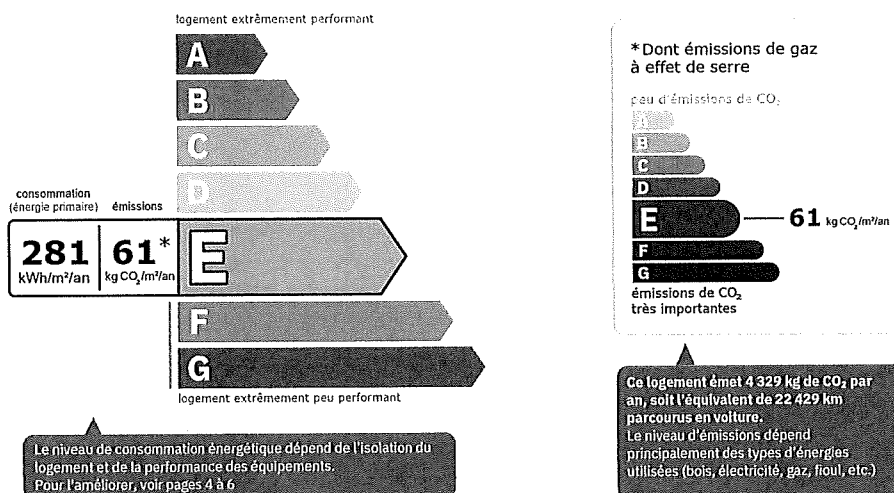 logement extrêmement performant
A
B
C
D
consommation
(énergie primaire)
émissions
281
kWh/m²/an
61*
kg CO₂/m²/an
E
F
G
logement extrêmement peu performant
Le niveau de consommation énergétique dépend de l'isolation du
logement et de la performance des équipements.
Pour l'améliorer, voir pages 4 à 6
*Dont émissions de gaz
à effet de serre
peu d'émissions de CO₂
A
B
C
D
E
61 kg CO₂/m²/an
F
G
émissions de CO₂
très importantes
Ce logement émet 4 329 kg de CO₂ par
an, soit l'équivalent de 22 429 km
parcourus en voiture.
Le niveau d'émissions dépend
principalement des types d'énergies
utilisées (bois, électricité, gaz, fioul, etc.)